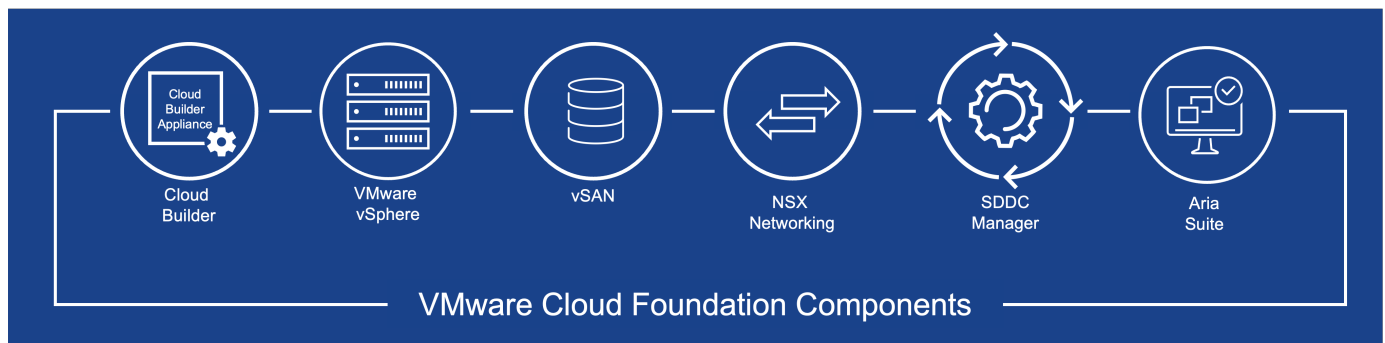 Cloud
Builder
Appliance
Cloud
Builder
VMware
vSphere
vSAN
NSX
Networking
SDDC
Manager
Aria
Suite
VMware Cloud Foundation Components